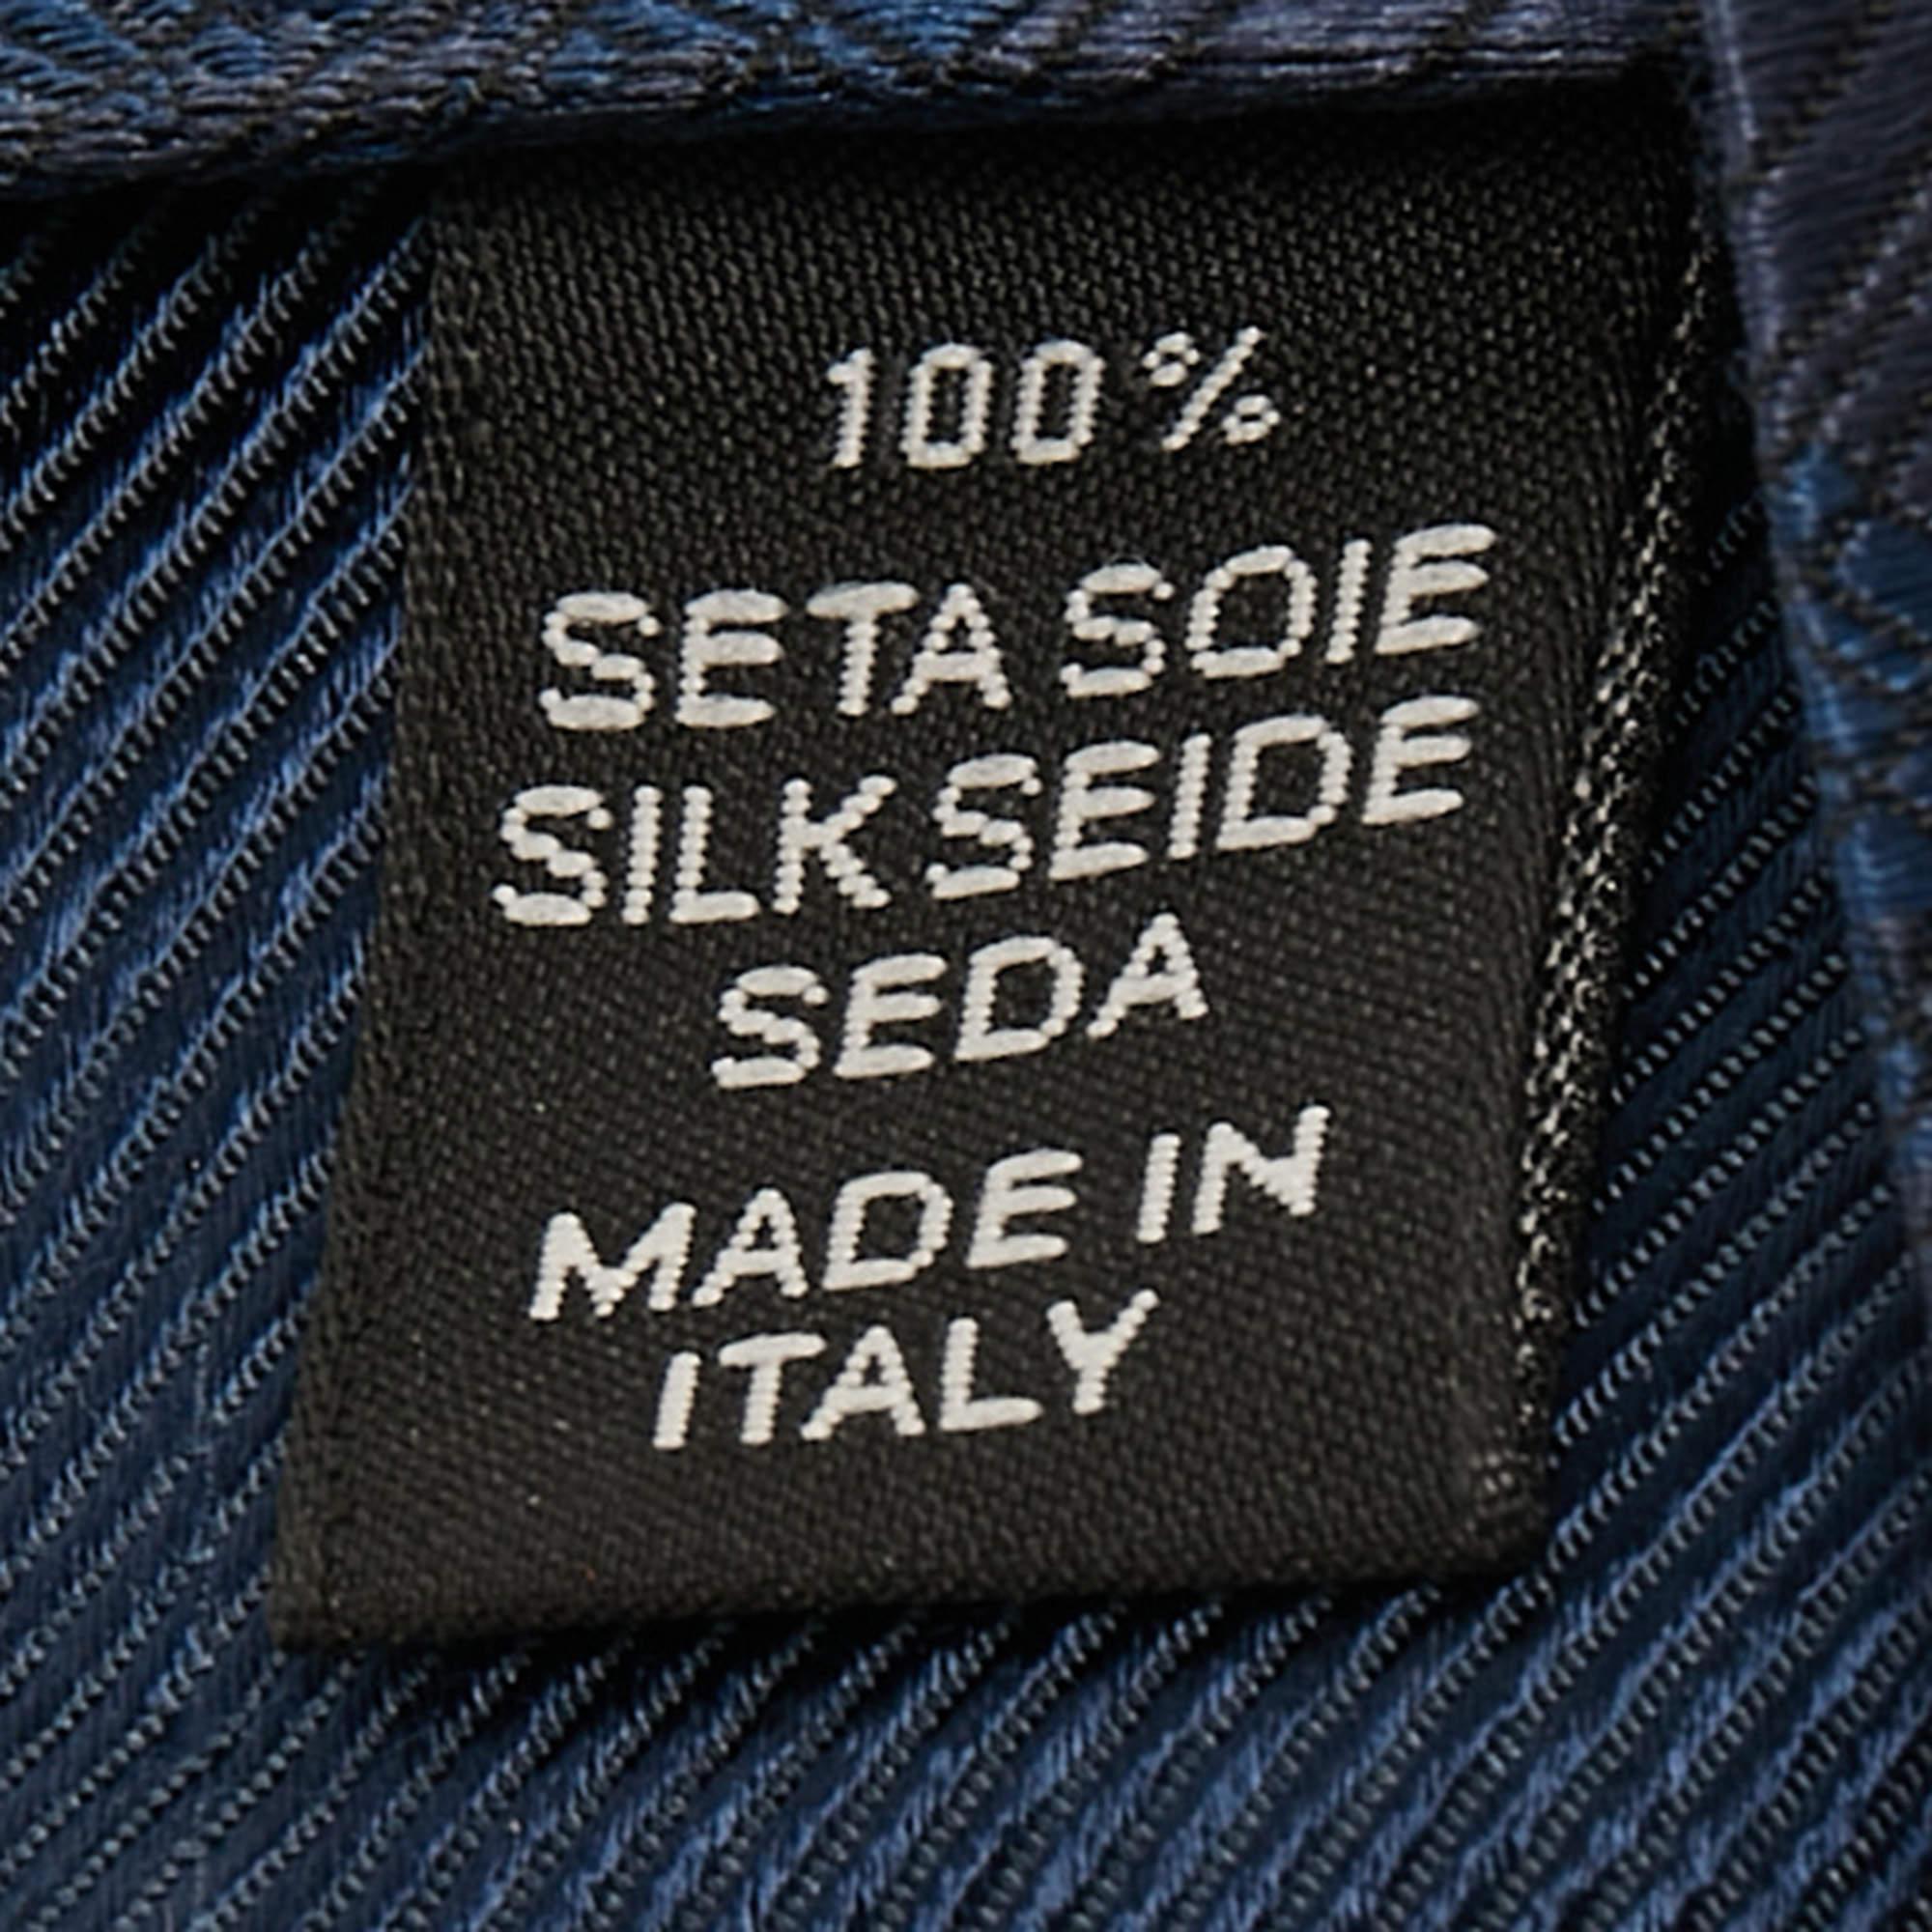 100%
SETA SOIE
SILK SEIDE
SEDA
MADE IN
ITALY